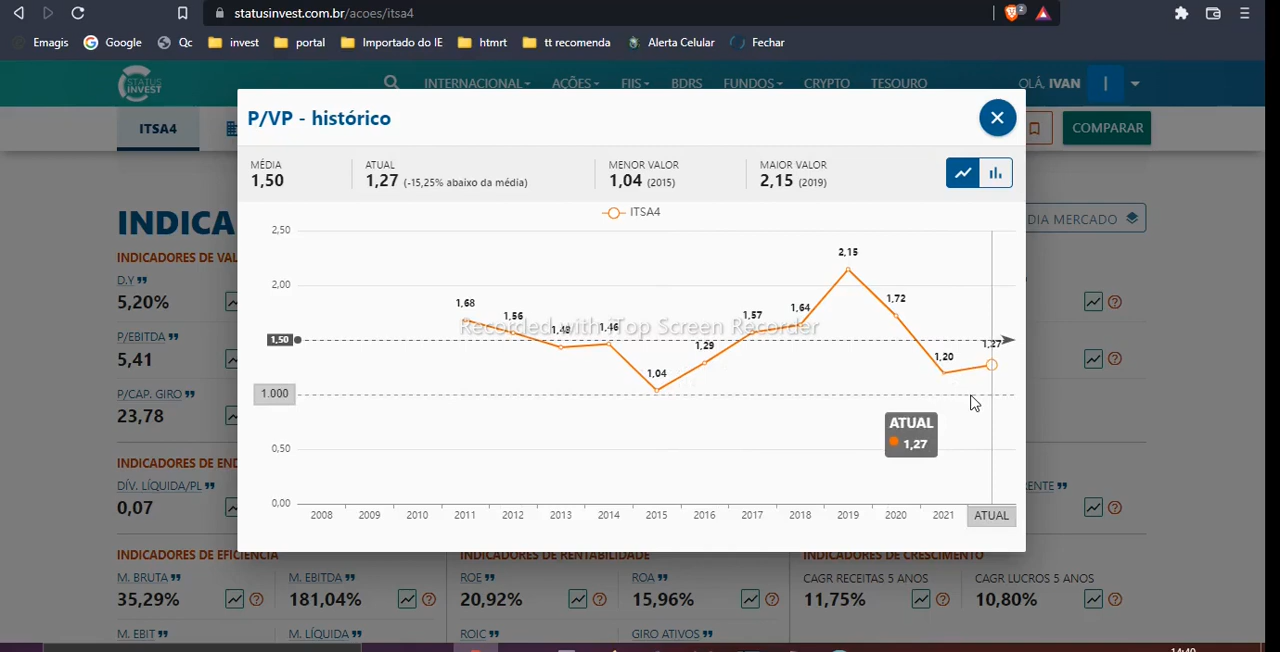 statusinvest.com.br/acoes/itsa4
2
Emagis
Google
Qc
invest
portal
Importado do IE
htmrt
tt recomenda
Alerta Celular
Fechar
STATUS
INVEST
INTERNACIONAL
AÇÕES
FIIS
BDRS
FUNDOS
CRYPTO
TESOURO
OLÁ, IVAN
I
ITSA4
COMPARAR
P/VP - histórico
MÉDIA
1,50
ATUAL
1,27 (-15,25% abaixo da média)
MENOR VALOR
1,04 (2015)
MAIOR VALOR
2,15 (2019)
ITSA4
INDICA
DIA MERCADO
INDICADORES DE VAL
D.Y
5,20%
P/EBITDA
5,41
P/CAP. GIRO
23,78
2,50
2,00
1,50
1.000
0,50
0,00
1,68
1,56
1,43
1,46
1,04
1,29
1,57
1,64
2,15
1,72
1,20
1,27
Recorded with iTop Screen Recorder
ATUAL
1,27
2008
2009
2010
2011
2012
2013
2014
2015
2016
2017
2018
2019
2020
2021
ATUAL
INDICADORES DE END
DÍV. LÍQUIDA/PL
0,07
ENTE
INDICADORES DE EFICIÊNCIA
M. BRUTA
35,29%
M. EBITDA
181,04%
M. EBIT
M. LÍQUIDA
INDICADORES DE RENTABILIDADE
ROE
20,92%
ROA
15,96%
ROIC
GIRO ATIVOS
INDICADORES DE CRESCIMENTO
CAGR RECEITAS 5 ANOS
11,75%
CAGR LUCROS 5 ANOS
10,80%